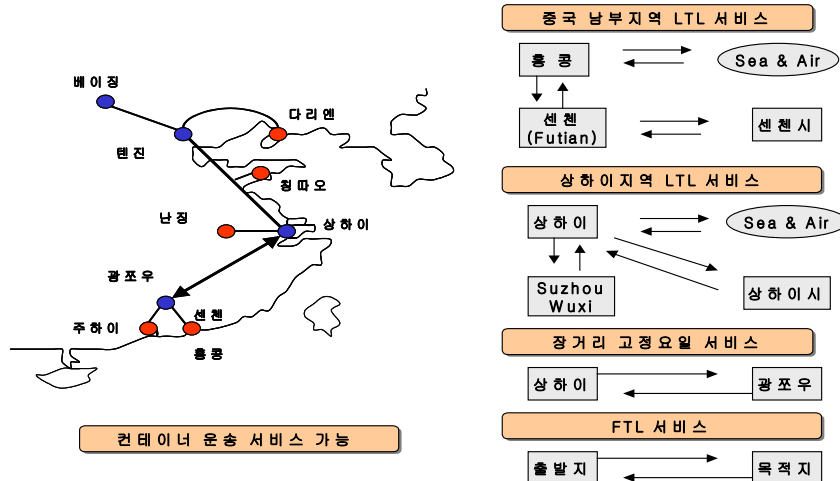 베이징
다리엔
텐진
칭따오
난징
상하이
광쪼우
주하이
센첸
홍콩
컨테이너 운송 서비스 가능
중국 남부지역 LTL 서비스
홍 콩
Sea & Air
센첸
(Futian)
센첸시
상하이지역 LTL 서비스
상하이
Sea & Air
Suzhou
Wuxi
상하이시
장거리 고정요일 서비스
상하이
광쪼우
FTL 서비스
출발지
목적지